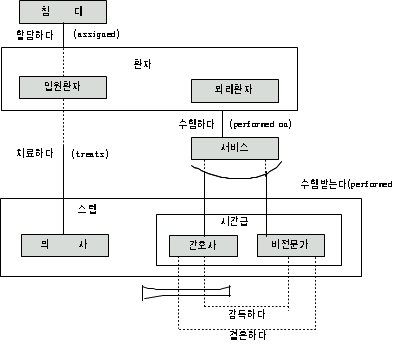 침 대
할당하다 (assigned)
환자
입원환자 외래환자
수험하다 (performed on)
서비스
치료하다 (treats)
수험받는다(performed
스텝
시간급
의 사 간호사 비전문가
감독하다
결혼하다